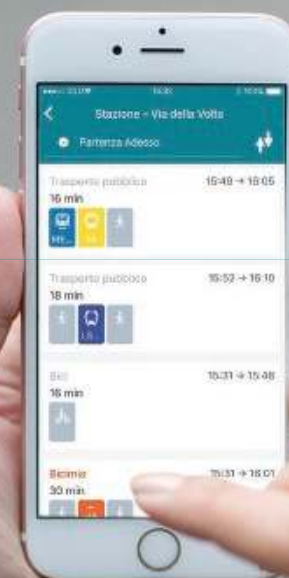 Stazione – Via della Volta
Partenza Adesso
Trasporto pubblico
15:49 → 16:05
16 min
ME...
Trasporto pubblico
15:52 → 16:10
18 min
Bici
15:31 → 15:48
16 min
Bicimia
15:31 → 16:01
30 min